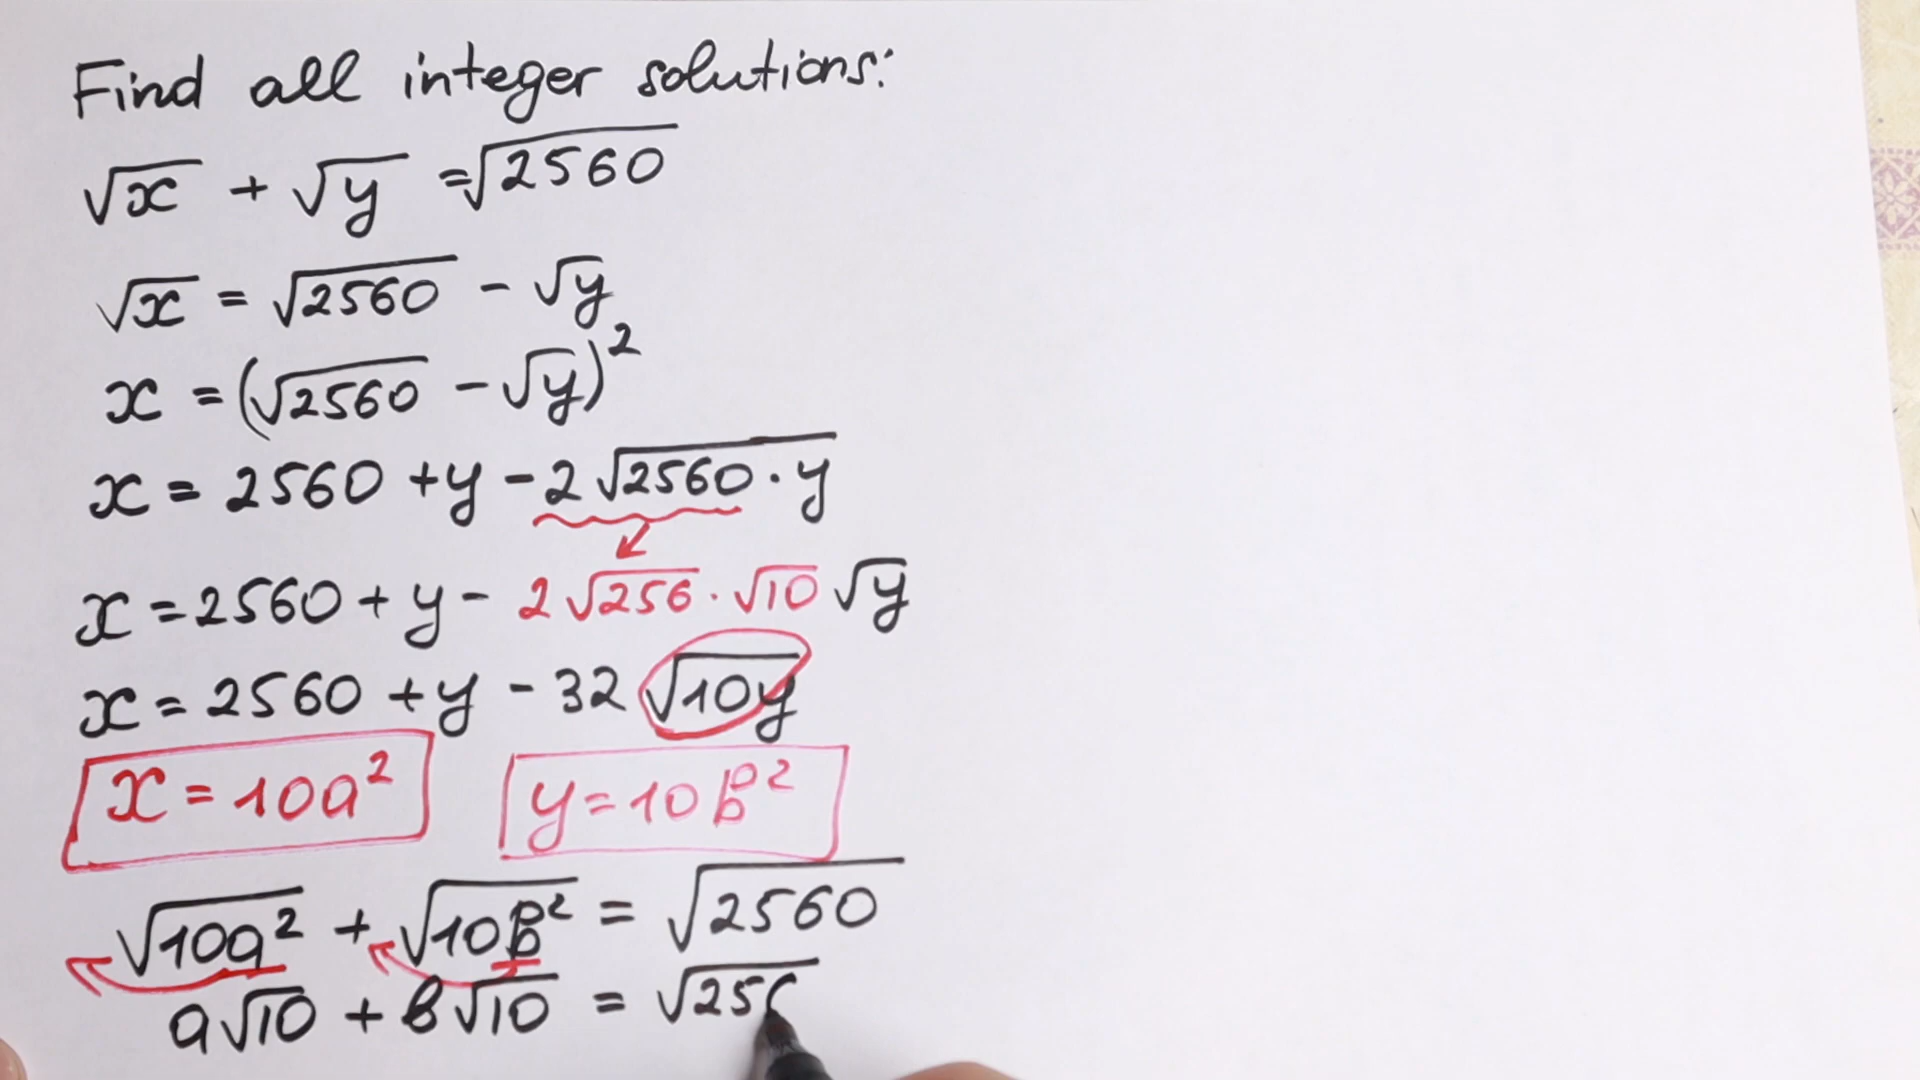 Find all integer solutions:
√x + √y = √2560
√x = √2560 - √y
x = (√2560 - √y)²
x = 2560 + y - 2√2560 · y
x = 2560 + y - 2√256 · √10 √y
x = 2560 + y - 32√10y
x = 10a² y = 10b²
√10a² + √10b² = √2560
a√10 + b√10 = √256